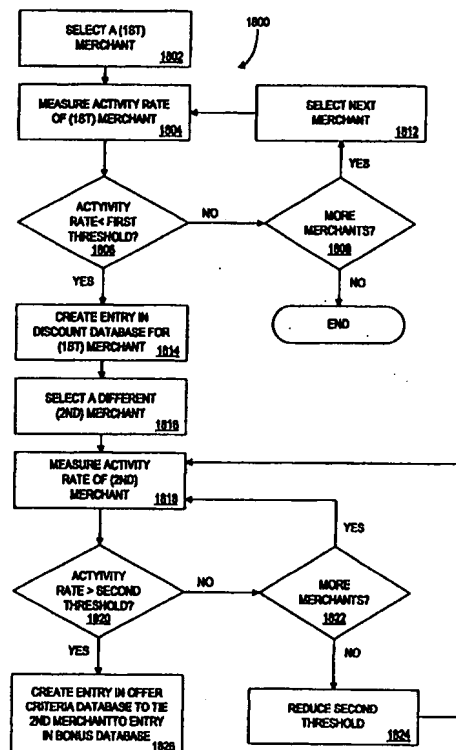 SELECT A (1ST)
MERCHANT
1802
1800
MEASURE ACTIVITY RATE
OF (1ST) MERCHANT
1804
SELECT NEXT
MERCHANT
1812
YES
ACTYIVITY
RATE< FIRST
THRESHOLD?
1806
NO
MORE
MERCHANTS?
1808
YES
NO
CREATE ENTRY IN
DISCOUNT DATABASE FOR
(1ST) MERCHANT
1814
END
SELECT A DIFFERENT
(2ND) MERCHANT
1816
MEASURE ACTIVITY
RATE OF (2ND)
MERCHANT
1818
YES
ACTYIVITY
RATE > SECOND
THRESHOLD?
1820
NO
MORE
MERCHANTS?
1822
YES
NO
CREATE ENTRY IN OFFER
CRITERIA DATABASE TO TIE
2ND MERCHANTTO ENTRY
IN BONUS DATABASE
1826
REDUCE SECOND
THRESHOLD
1824